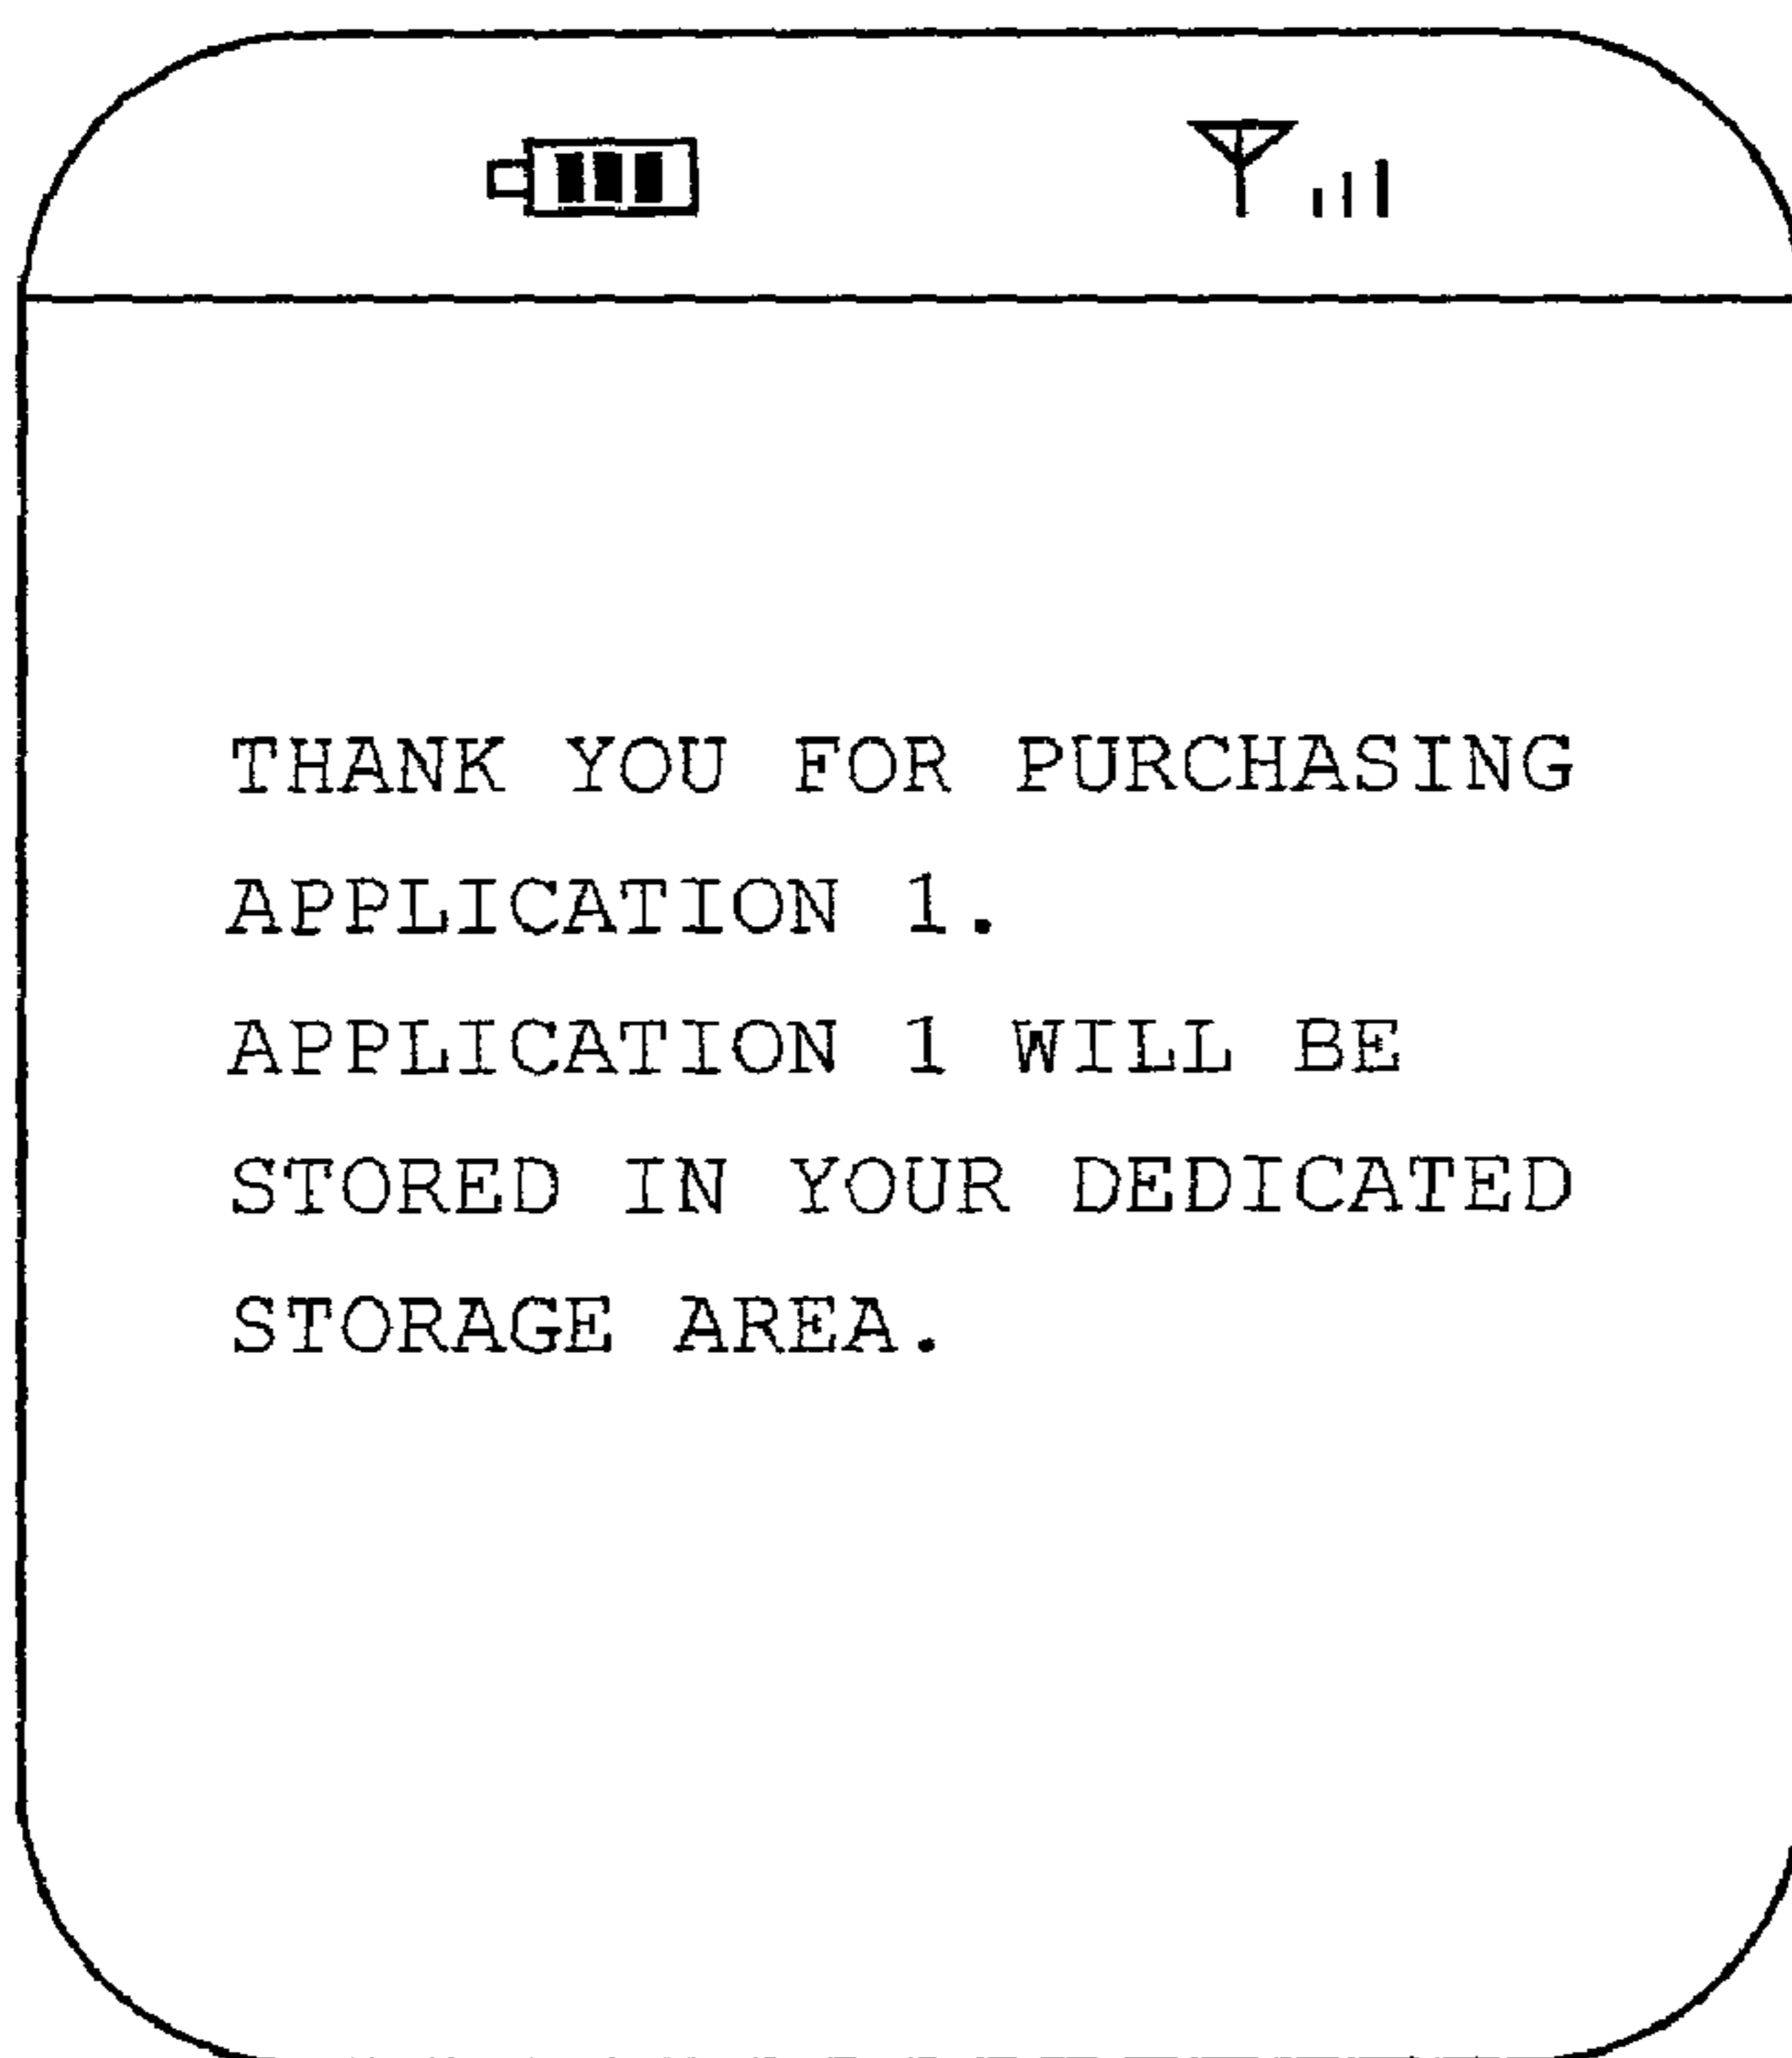 THANK YOU FOR PURCHASING
APPLICATION 1.
APPLICATION 1 WILL BE
STORED IN YOUR DEDICATED
STORAGE AREA.